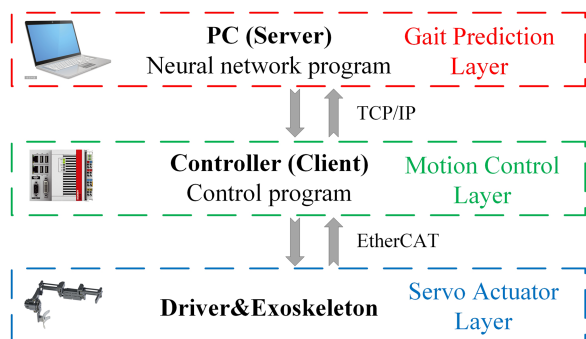 PC (Server)
Neural network program
Gait Prediction
Layer
TCP/IP
Controller (Client)
Control program
Motion Control
Layer
EtherCAT
Driver&Exoskeleton
Servo Actuator
Layer